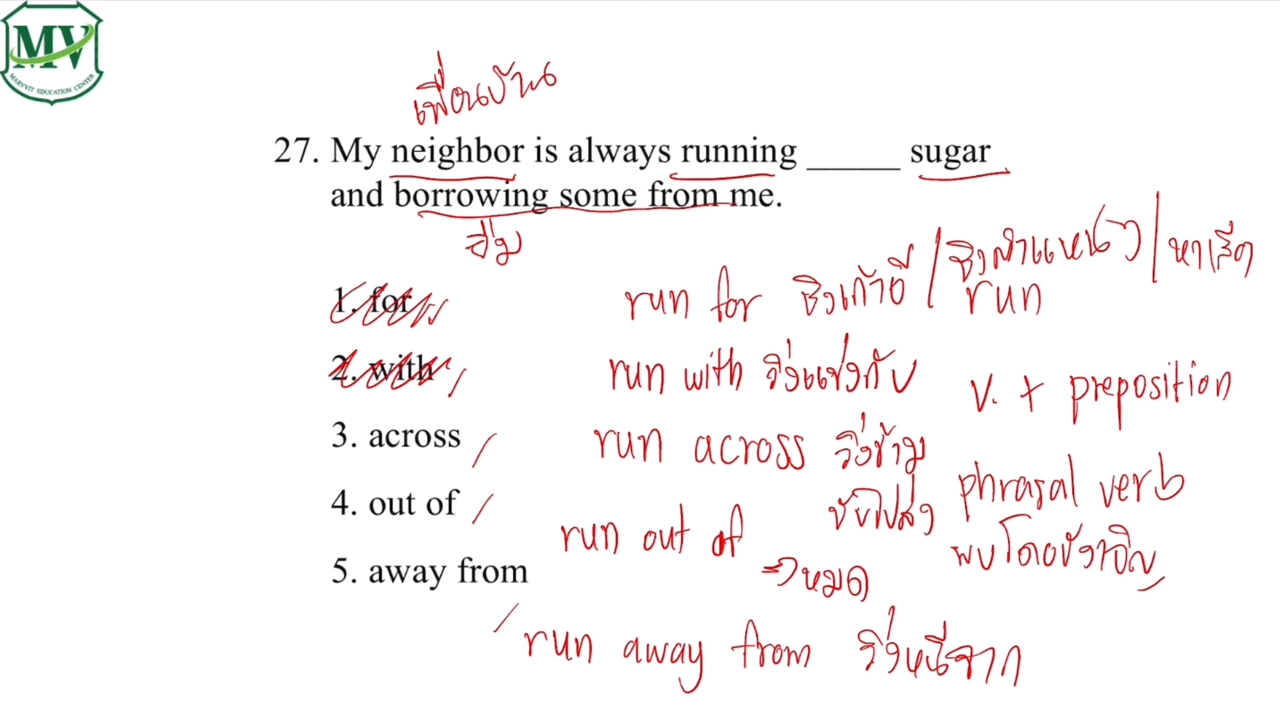 MV
MARYVIT EDUCATION CENTER
เพื่อนบ้าน
27. My neighbor is always running _____ sugar
and borrowing some from me.
ยืม
1. for
run for ชิงเก้าอี้ / ชิงตำแหน่ง / หาเสียง
run
2. with
run with วิ่งแข่งกับ
v. + preposition
3. across
run across วิ่งข้าม
phrasal verb
4. out of
ขับไปส่ง
run out of
⇒ หมด
พบโดยบังเอิญ
5. away from
run away from วิ่งหนีจาก